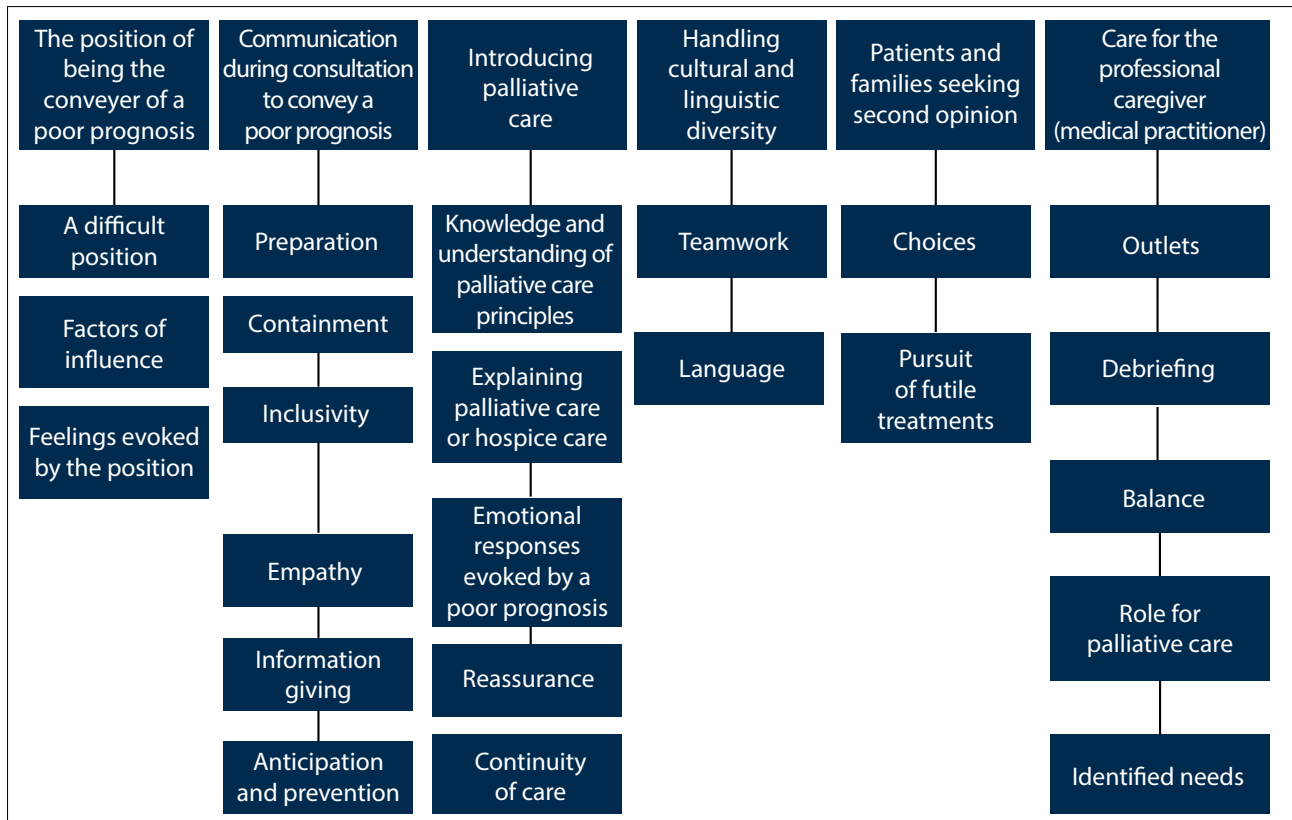 The position of
being the
conveyer of a
poor prognosis
A difficult
position
Factors of
influence
Feelings evoked
by the position
Communication
during consultation
to convey a
poor prognosis
Preparation
Containment
Inclusivity
Empathy
Information
giving
Anticipation
and prevention
Introducing
palliative
care
Knowledge and
understanding of
palliative care
principles
Explaining
palliative care
or hospice care
Emotional
responses
evoked by a
poor prognosis
Reassurance
Continuity
of care
Handling
cultural and
linguistic
diversity
Teamwork
Language
Patients and
families seeking
second opinion
Choices
Pursuit
of futile
treatments
Care for the
professional
caregiver
(medical practitioner)
Outlets
Debriefing
Balance
Role for
palliative care
Identified needs